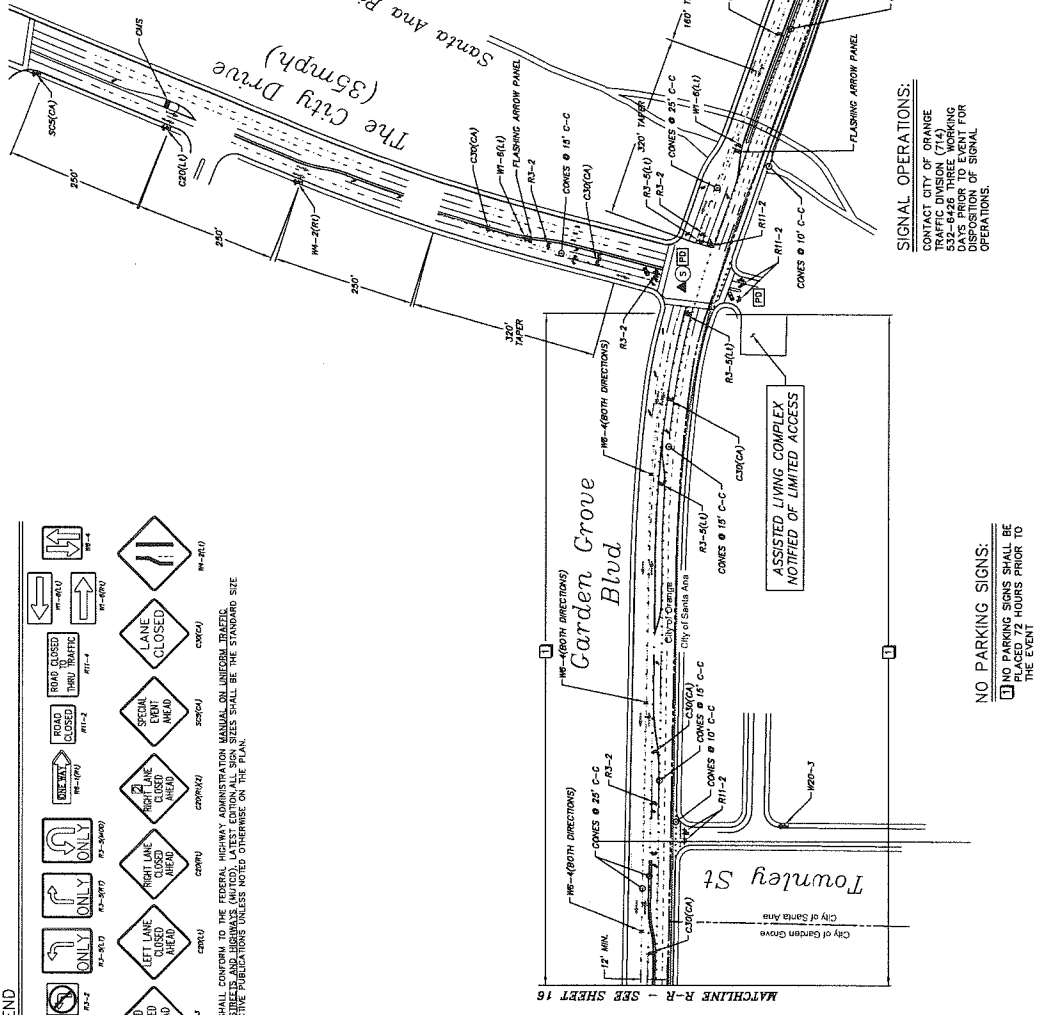 Santa Ana
The City Drive
(35mph)
CMS
SC5(CA)
C20(Lt)
250'
250'
W4-2(Rt)
250'
320'
TAPER
C30(CA)
W1-6(Lt)
FLASHING ARROW PANEL
R3-2
CONES @ 15' C-C
C30(CA)
R3-2
160'
320' TAPER
CONES @ 25' C-C
W1-6(Lt)
R3-5(Lt)
R3-2
R11-2
R11-2
CONES @ 10' C-C
FLASHING ARROW PANEL
PD
5
PD
SIGNAL OPERATIONS:
CONTACT CITY OF ORANGE
TRAFFIC DIVISION (714)
532-6426 THREE WORKING
DAYS PRIOR TO EVENT FOR
DISPOSITION OF SIGNAL
OPERATIONS.
R3-5(Lt)
W6-4(BOTH DIRECTIONS)
C30(CA)
ASSISTED LIVING COMPLEX
NOTIFIED OF LIMITED ACCESS
Garden Grove
Blvd
R3-5(Lt)
CONES @ 15' C-C
City of Orange
City of Santa Ana
W6-4(BOTH DIRECTIONS)
1
1
C30(CA)
CONES @ 15' C-C
CONES @ 10' C-C
R3-2
R11-2
CONES @ 25' C-C
W6-4(BOTH DIRECTIONS)
W20-3
Townley St
City of Santa Ana
City of Garden Grove
C30(CA)
12' MIN.
MATCHLINE R-R - SEE SHEET 16
NO PARKING SIGNS:
1 NO PARKING SIGNS SHALL BE
PLACED 72 HOURS PRIOR TO
THE EVENT
END
R3-2
ONLY
R3-5(LT)
ONLY
R3-5(RT)
ONLY
R3-5(MOD)
ONE WAY
R6-1(Rt)
ROAD
CLOSED
R11-2
ROAD CLOSED
TO
THRU TRAFFIC
R11-4
W1-6(Lt)
W1-6(Rt)
W6-4
LEFT LANE
CLOSED
AHEAD
C20(Lt)
RIGHT LANE
CLOSED
AHEAD
C20(Rt)
2
RIGHT LANE
CLOSED
AHEAD
C20(Rt)(2)
SPECIAL
EVENT
AHEAD
SC5(CA)
LANE
CLOSED
C30(CA)
W4-2(Lt)
SHALL CONFORM TO THE FEDERAL HIGHWAY ADMINISTRATION MANUAL ON UNIFORM TRAFFIC
STREETS AND HIGHWAYS (MUTCD), LATEST EDITION. ALL SIGN SIZES SHALL BE THE STANDARD SIZE
PUBLICATIONS UNLESS NOTED OTHERWISE ON THE PLAN.